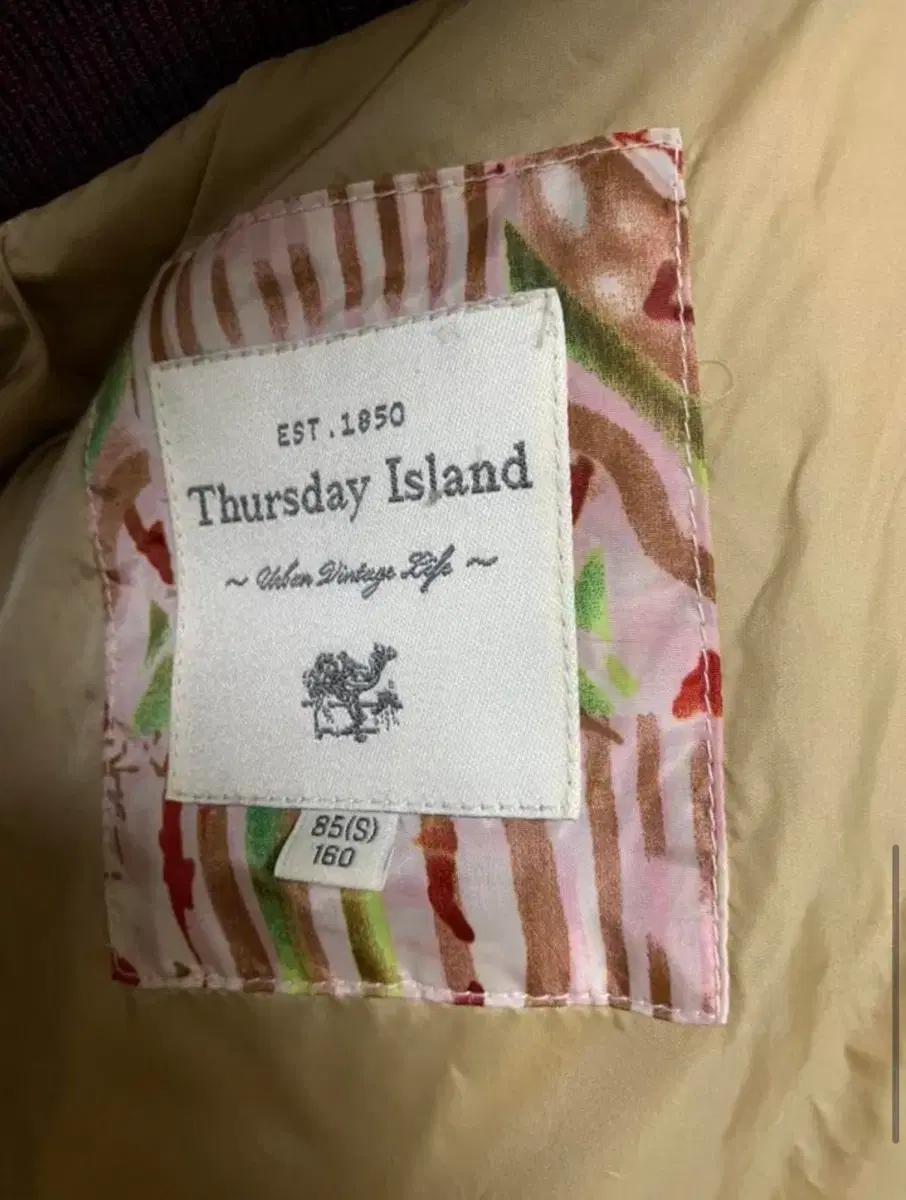 EST.1850
Thursday Island
~ Urban Vintage Life ~
85(S)
160